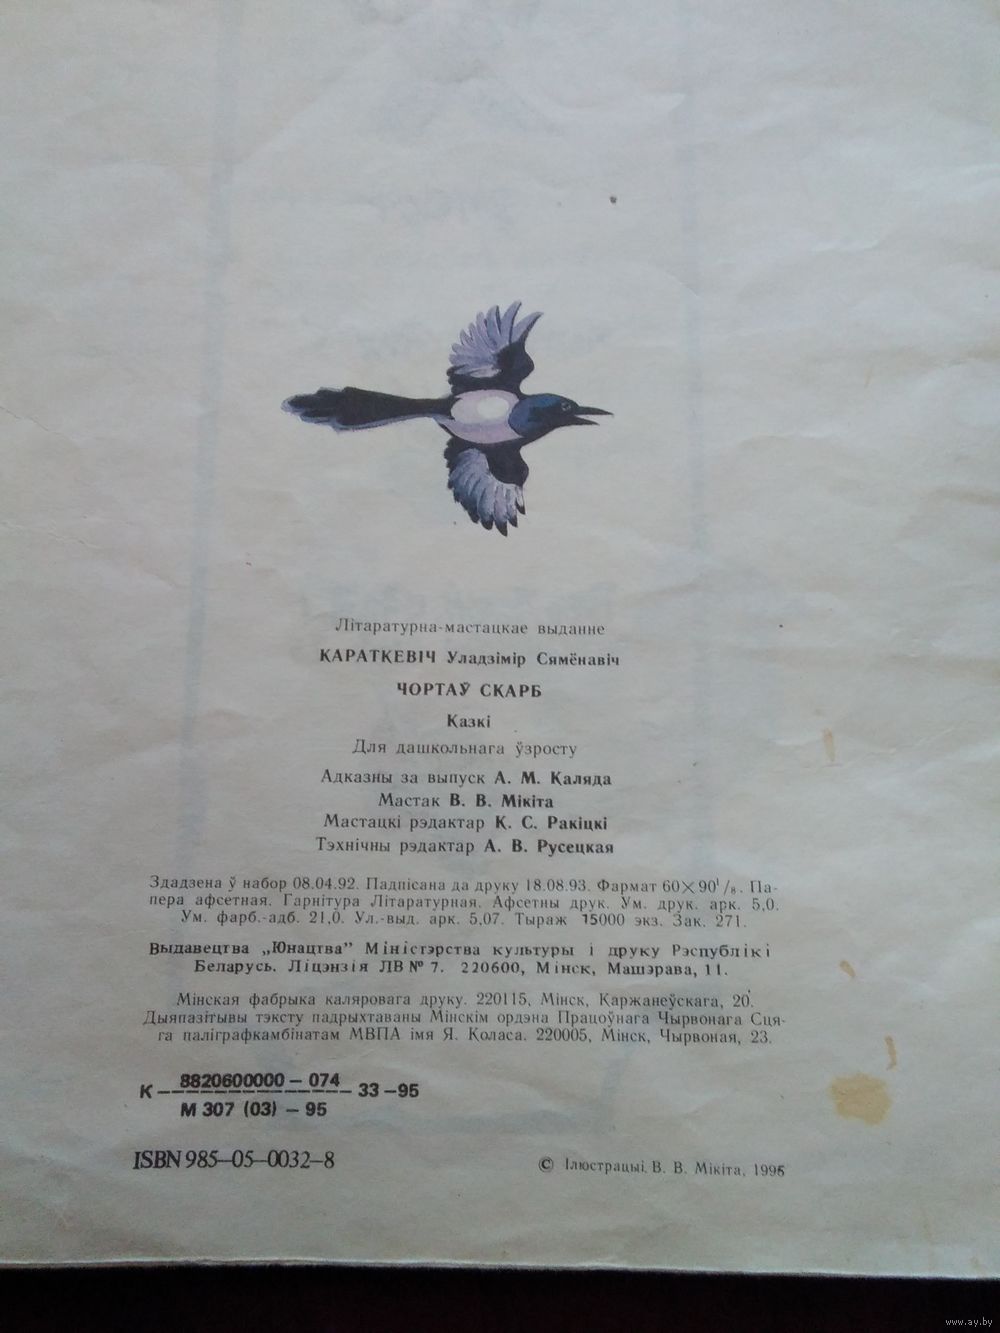 Літаратурна-мастацкае выданне
КАРАТКЕВІЧ Уладзімір Сямёнавіч
ЧОРТАЎ СКАРБ
Казкі
Для дашкольнага ўзросту
Адказны за выпуск А. М. Каляда
Мастак В. В. Мікіта
Мастацкі рэдактар К. С. Ракіцкі
Тэхнічны рэдактар А. В. Русецкая
Здадзена ў набор 08.04.92. Падпісана да друку 18.08.93. Фармат 60×90¹/₈. Па-
пера афсетная. Гарнітура Літаратурная. Афсетны друк. Ум. друк. арк. 5,0.
Ум. фарб.-адб. 21,0. Ул.-выд. арк. 5,07. Тыраж 15000 экз. Зак. 271.
Выдавецтва „Юнацтва” Міністэрства культуры і друку Рэспублікі
Беларусь. Ліцэнзія ЛВ № 7. 220600, Мінск, Машэрава, 11.
Мінская фабрыка каляровага друку. 220115, Мінск, Каржанеўскага, 20.
Дыяпазітывы тэксту падрыхтаваны Мінскім ордэна Працоўнага Чырвонага Сця-
га паліграфкамбінатам МВПА імя Я. Коласа. 220005, Мінск, Чырвоная, 23.
К 8820600000 – 074 33 – 95
М 307 (03) – 95
ISBN 985–05–0032–8
© Ілюстрацыі. В. В. Мікіта, 1995
www.ay.by